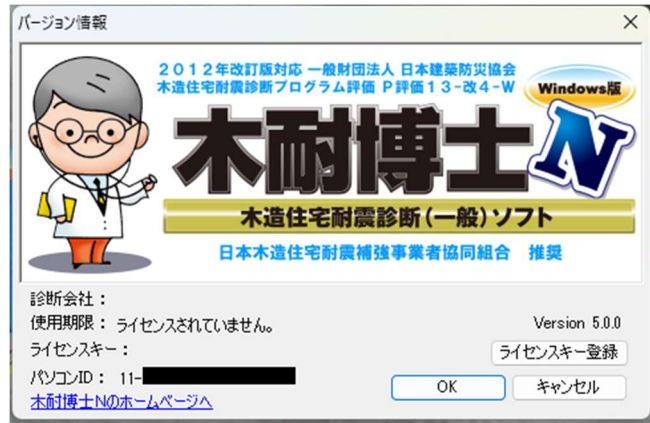 バージョン情報
2012年改訂版対応 一般財団法人 日本建築防災協会
木造住宅耐震診断プログラム評価 P評価13-改4-W
Windows版
木耐博士N
木造住宅耐震診断(一般)ソフト
日本木造住宅耐震補強事業者協同組合 推奨
診断会社:
使用期限: ライセンスされていません。
Version 5.0.0
ライセンスキー:
ライセンスキー登録
パソコンID: 11-
OK
キャンセル
木耐博士Nのホームページへ